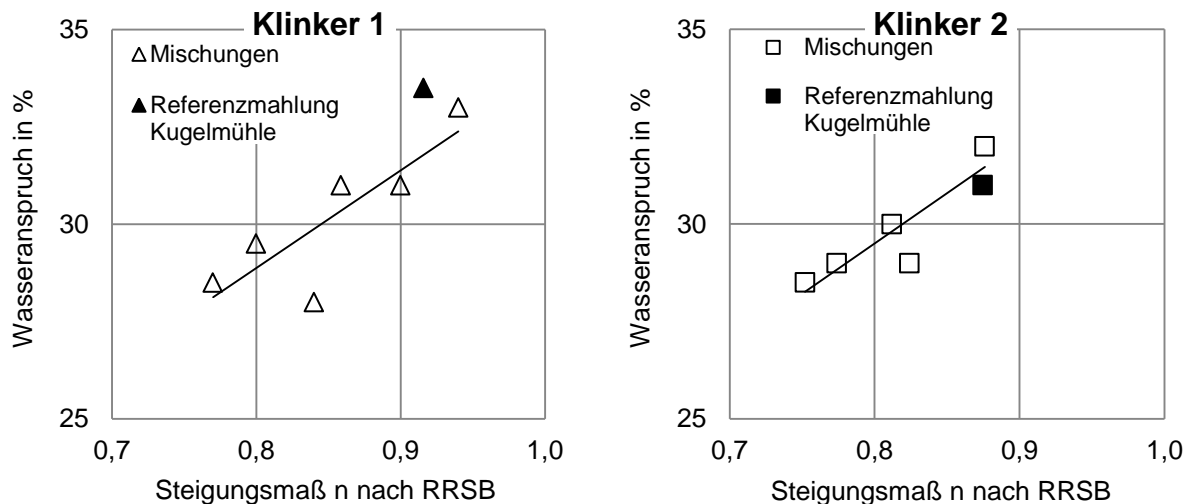 Klinker 1
35
Mischungen
Referenzmahlung
Kugelmühle
30
25
Wasseranspruch in %
0,7
0,8
0,9
1,0
Steigungsmaß n nach RRSB
Klinker 2
35
Mischungen
Referenzmahlung
Kugelmühle
30
25
Wasseranspruch in %
0,7
0,8
0,9
1,0
Steigungsmaß n nach RRSB